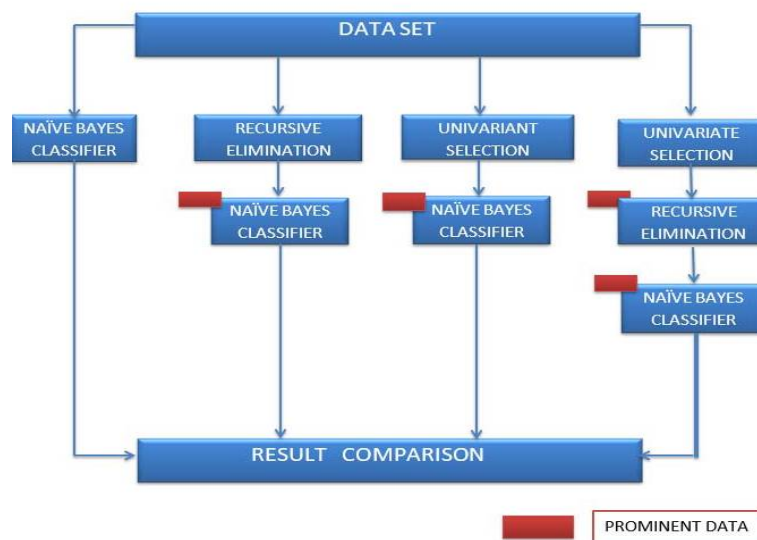 DATA SET
NAÏVE BAYES
CLASSIFIER
RECURSIVE
ELIMINATION
NAÏVE BAYES
CLASSIFIER
UNIVARIANT
SELECTION
NAÏVE BAYES
CLASSIFIER
UNIVARIATE
SELECTION
RECURSIVE
ELIMINATION
NAÏVE BAYES
CLASSIFIER
RESULT COMPARISON
PROMINENT DATA